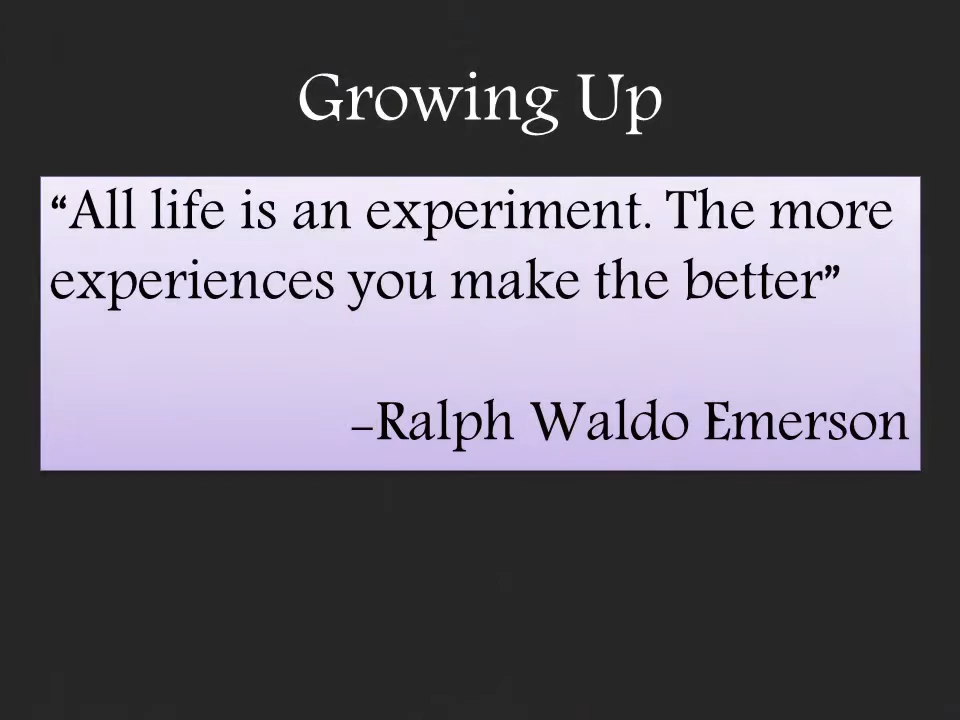 Growing Up
“All life is an experiment. The more
experiences you make the better”
-Ralph Waldo Emerson